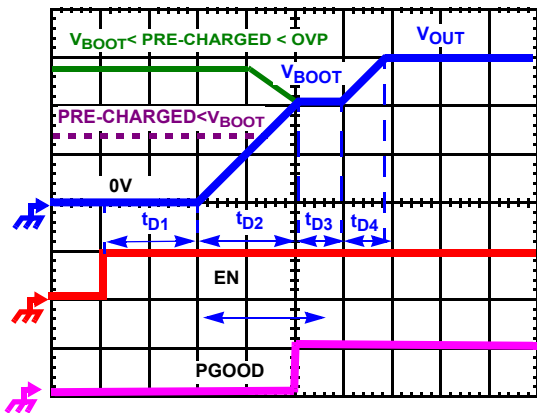 VBOOT< PRE-CHARGED < OVP
VOUT
VBOOT
PRE-CHARGED<VBOOT
0V
tD1
tD2
tD3
tD4
EN
PGOOD